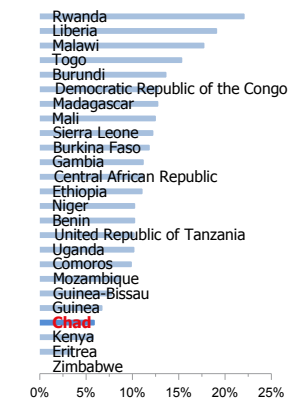 Rwanda
Liberia
Malawi
Togo
Burundi
Democratic Republic of the Congo
Madagascar
Mali
Sierra Leone
Burkina Faso
Gambia
Central African Republic
Ethiopia
Niger
Benin
United Republic of Tanzania
Uganda
Comoros
Mozambique
Guinea-Bissau
Guinea
Chad
Kenya
Eritrea
Zimbabwe
0% 5% 10% 15% 20% 25%